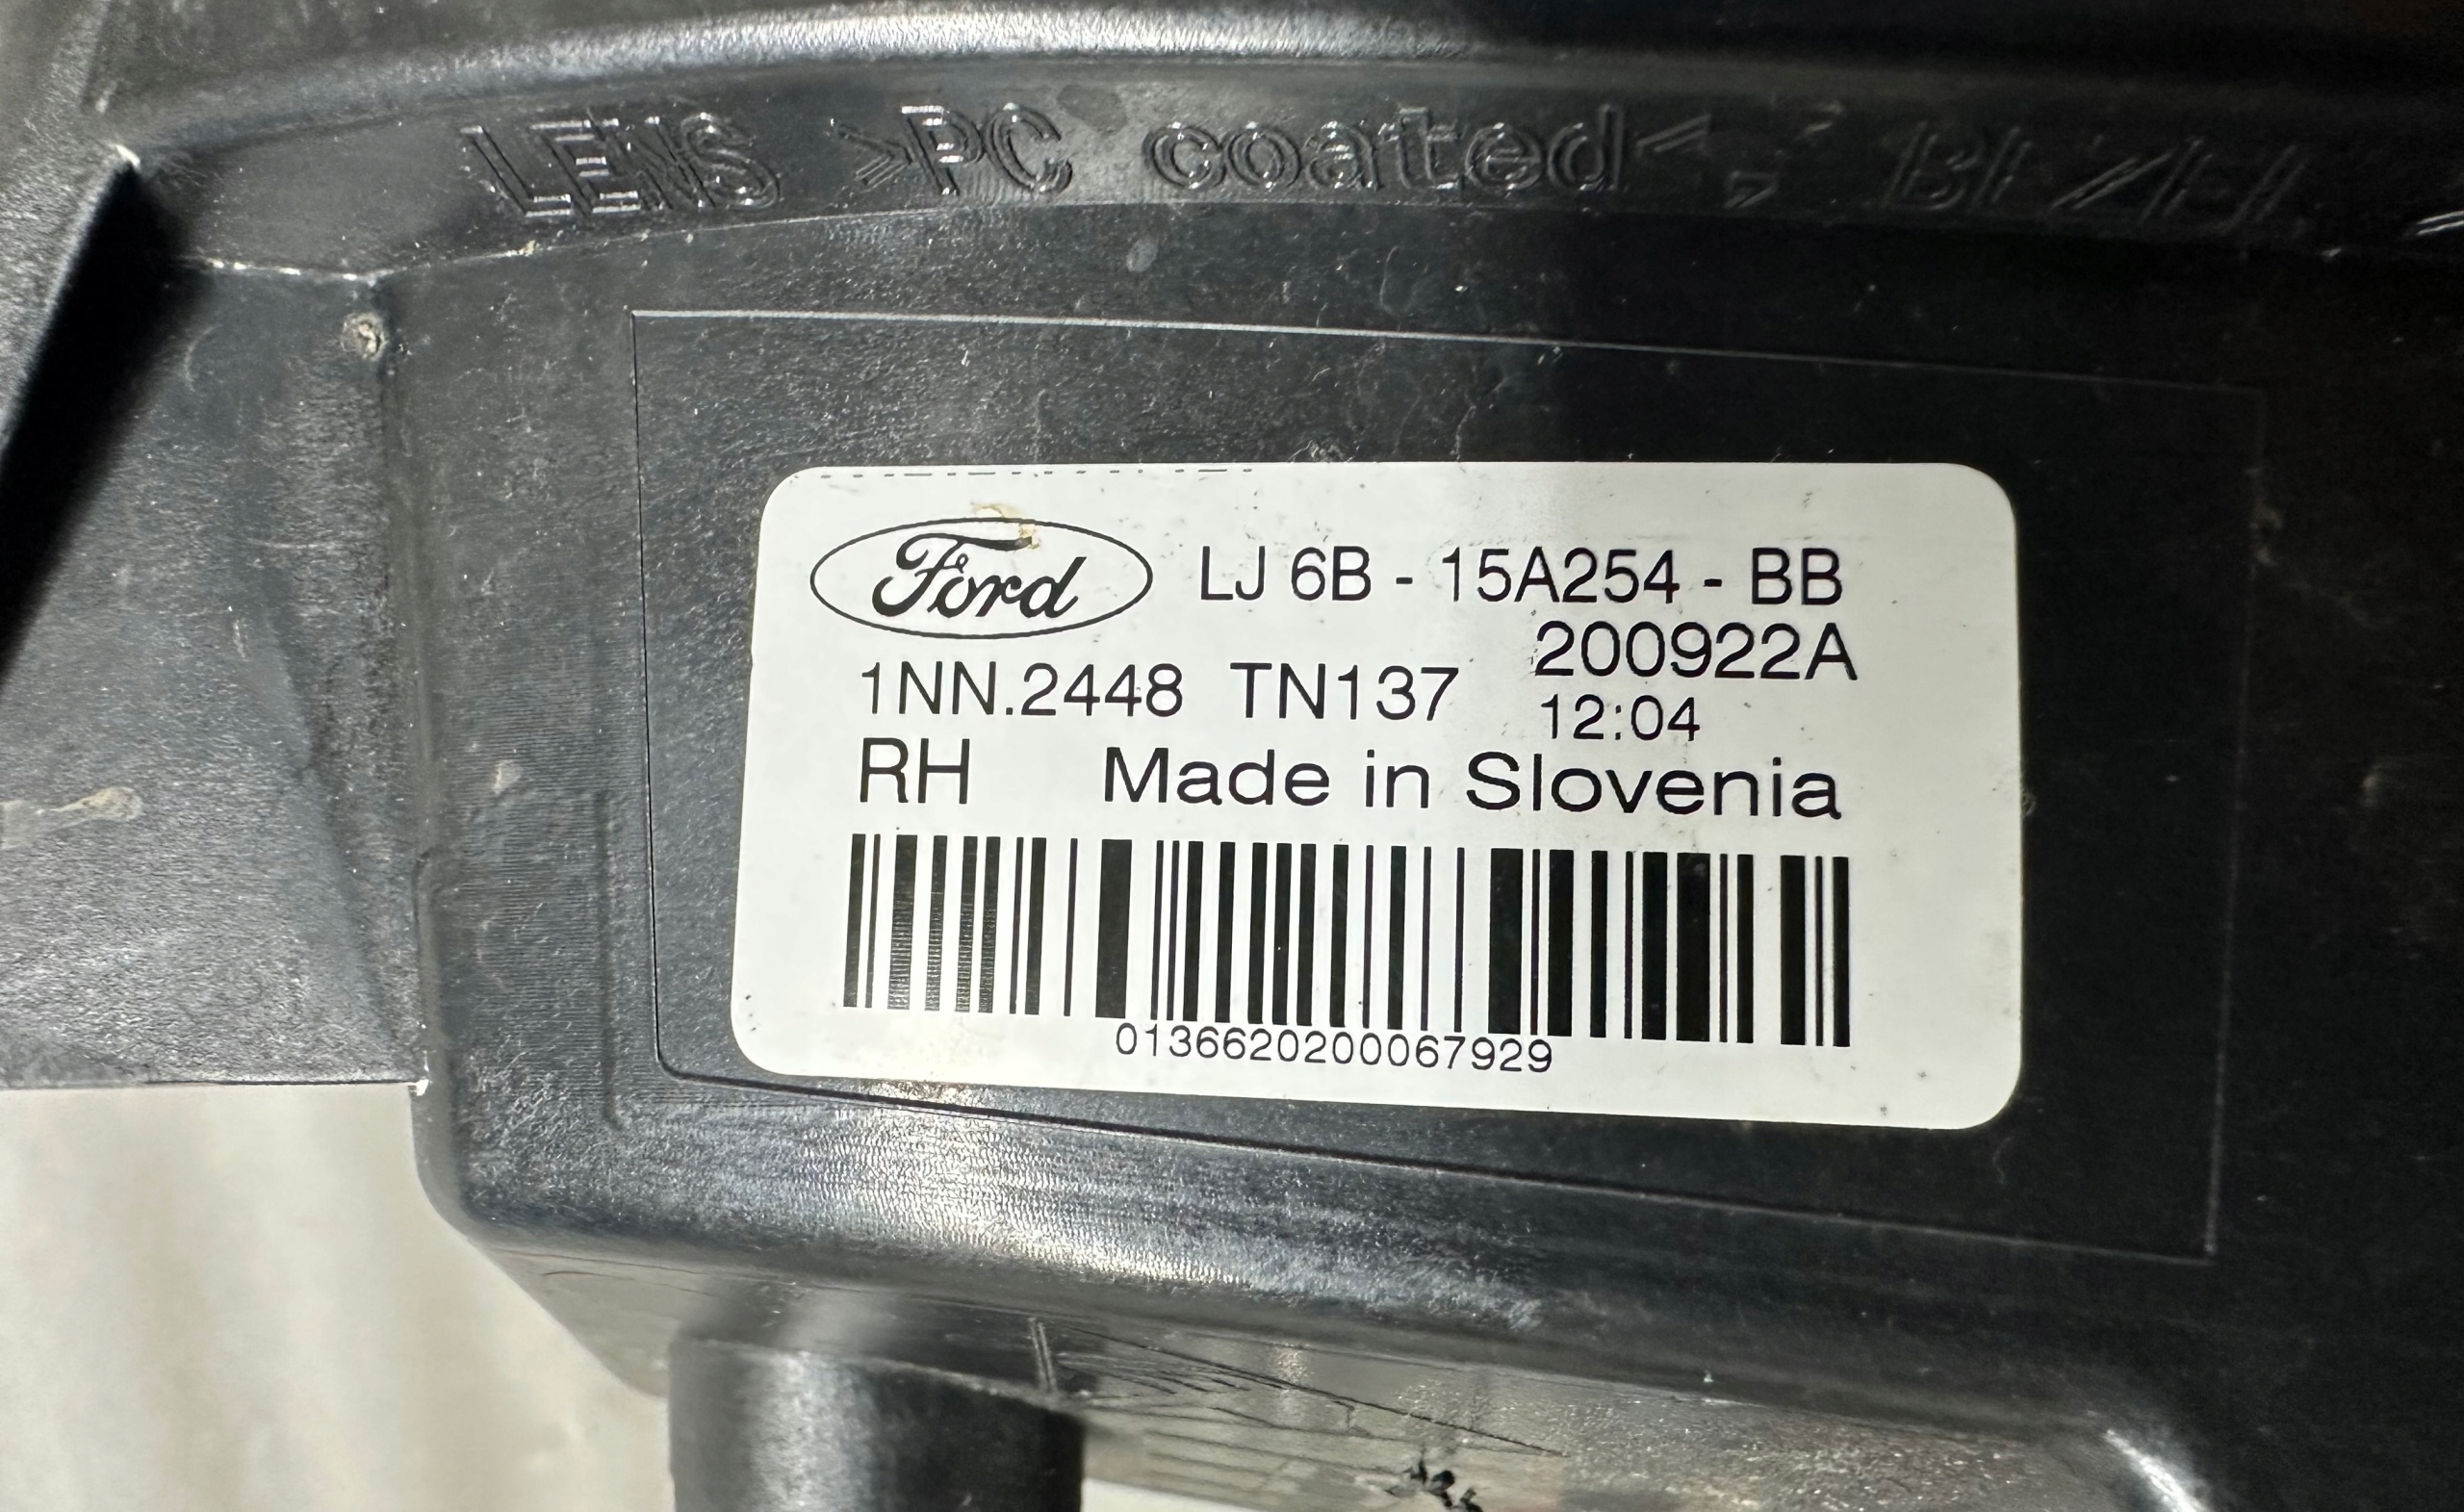 LENS >PC coated<;
Ford LJ 6B - 15A254 - BB
200922A
1NN.2448 TN137
12:04
RH Made in Slovenia
0136620200067929